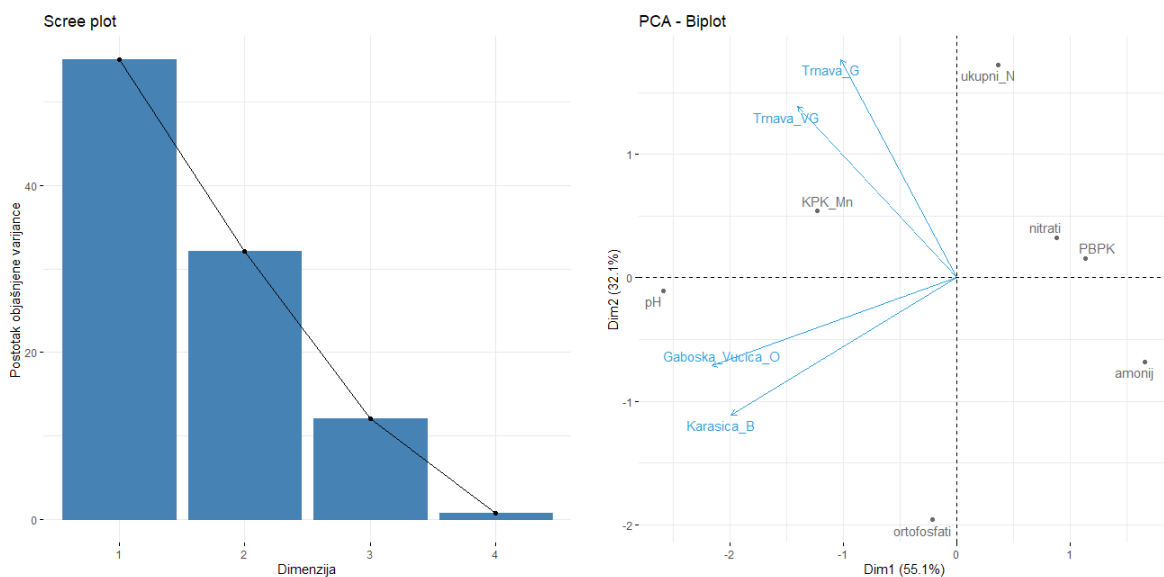 Scree plot
Postotak objašnjene varijance
40
20
0
1 2 3 4
Dimenzija
PCA - Biplot
Dim2 (32.1%)
1
0
-1
-2
Trnava_G
ukupni_N
Trnava_VG
KPK_Mn
nitrati
PBPK
pH
Gaboska_Vucica_O
amonij
Karasica_B
ortofosfati
-2 -1 0 1
Dim1 (55.1%)